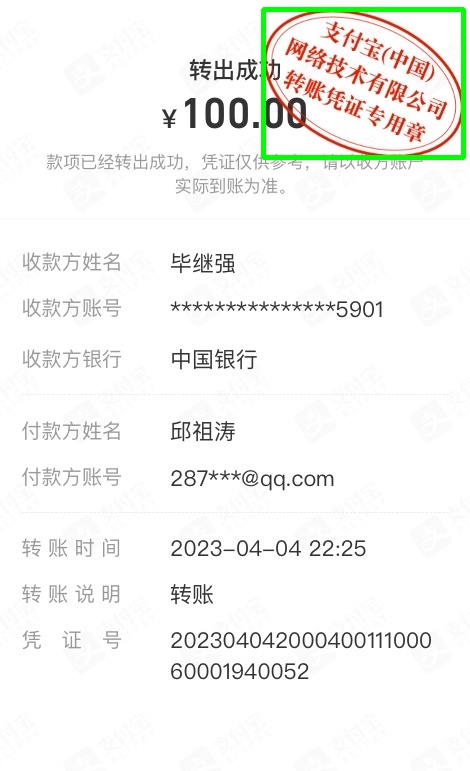 支付宝(中国)
网络技术有限公司
转账凭证专用章
转出成功
¥100.00
款项已经转出成功，凭证仅供参考，请以收方账户
实际到账为准。
收款方姓名 毕继强
收款方账号 ***************5901
收款方银行 中国银行
付款方姓名 邱祖涛
付款方账号 287***@qq.com
转账时间 2023-04-04 22:25
转账说明 转账
凭证号 202304042000400111000
60001940052